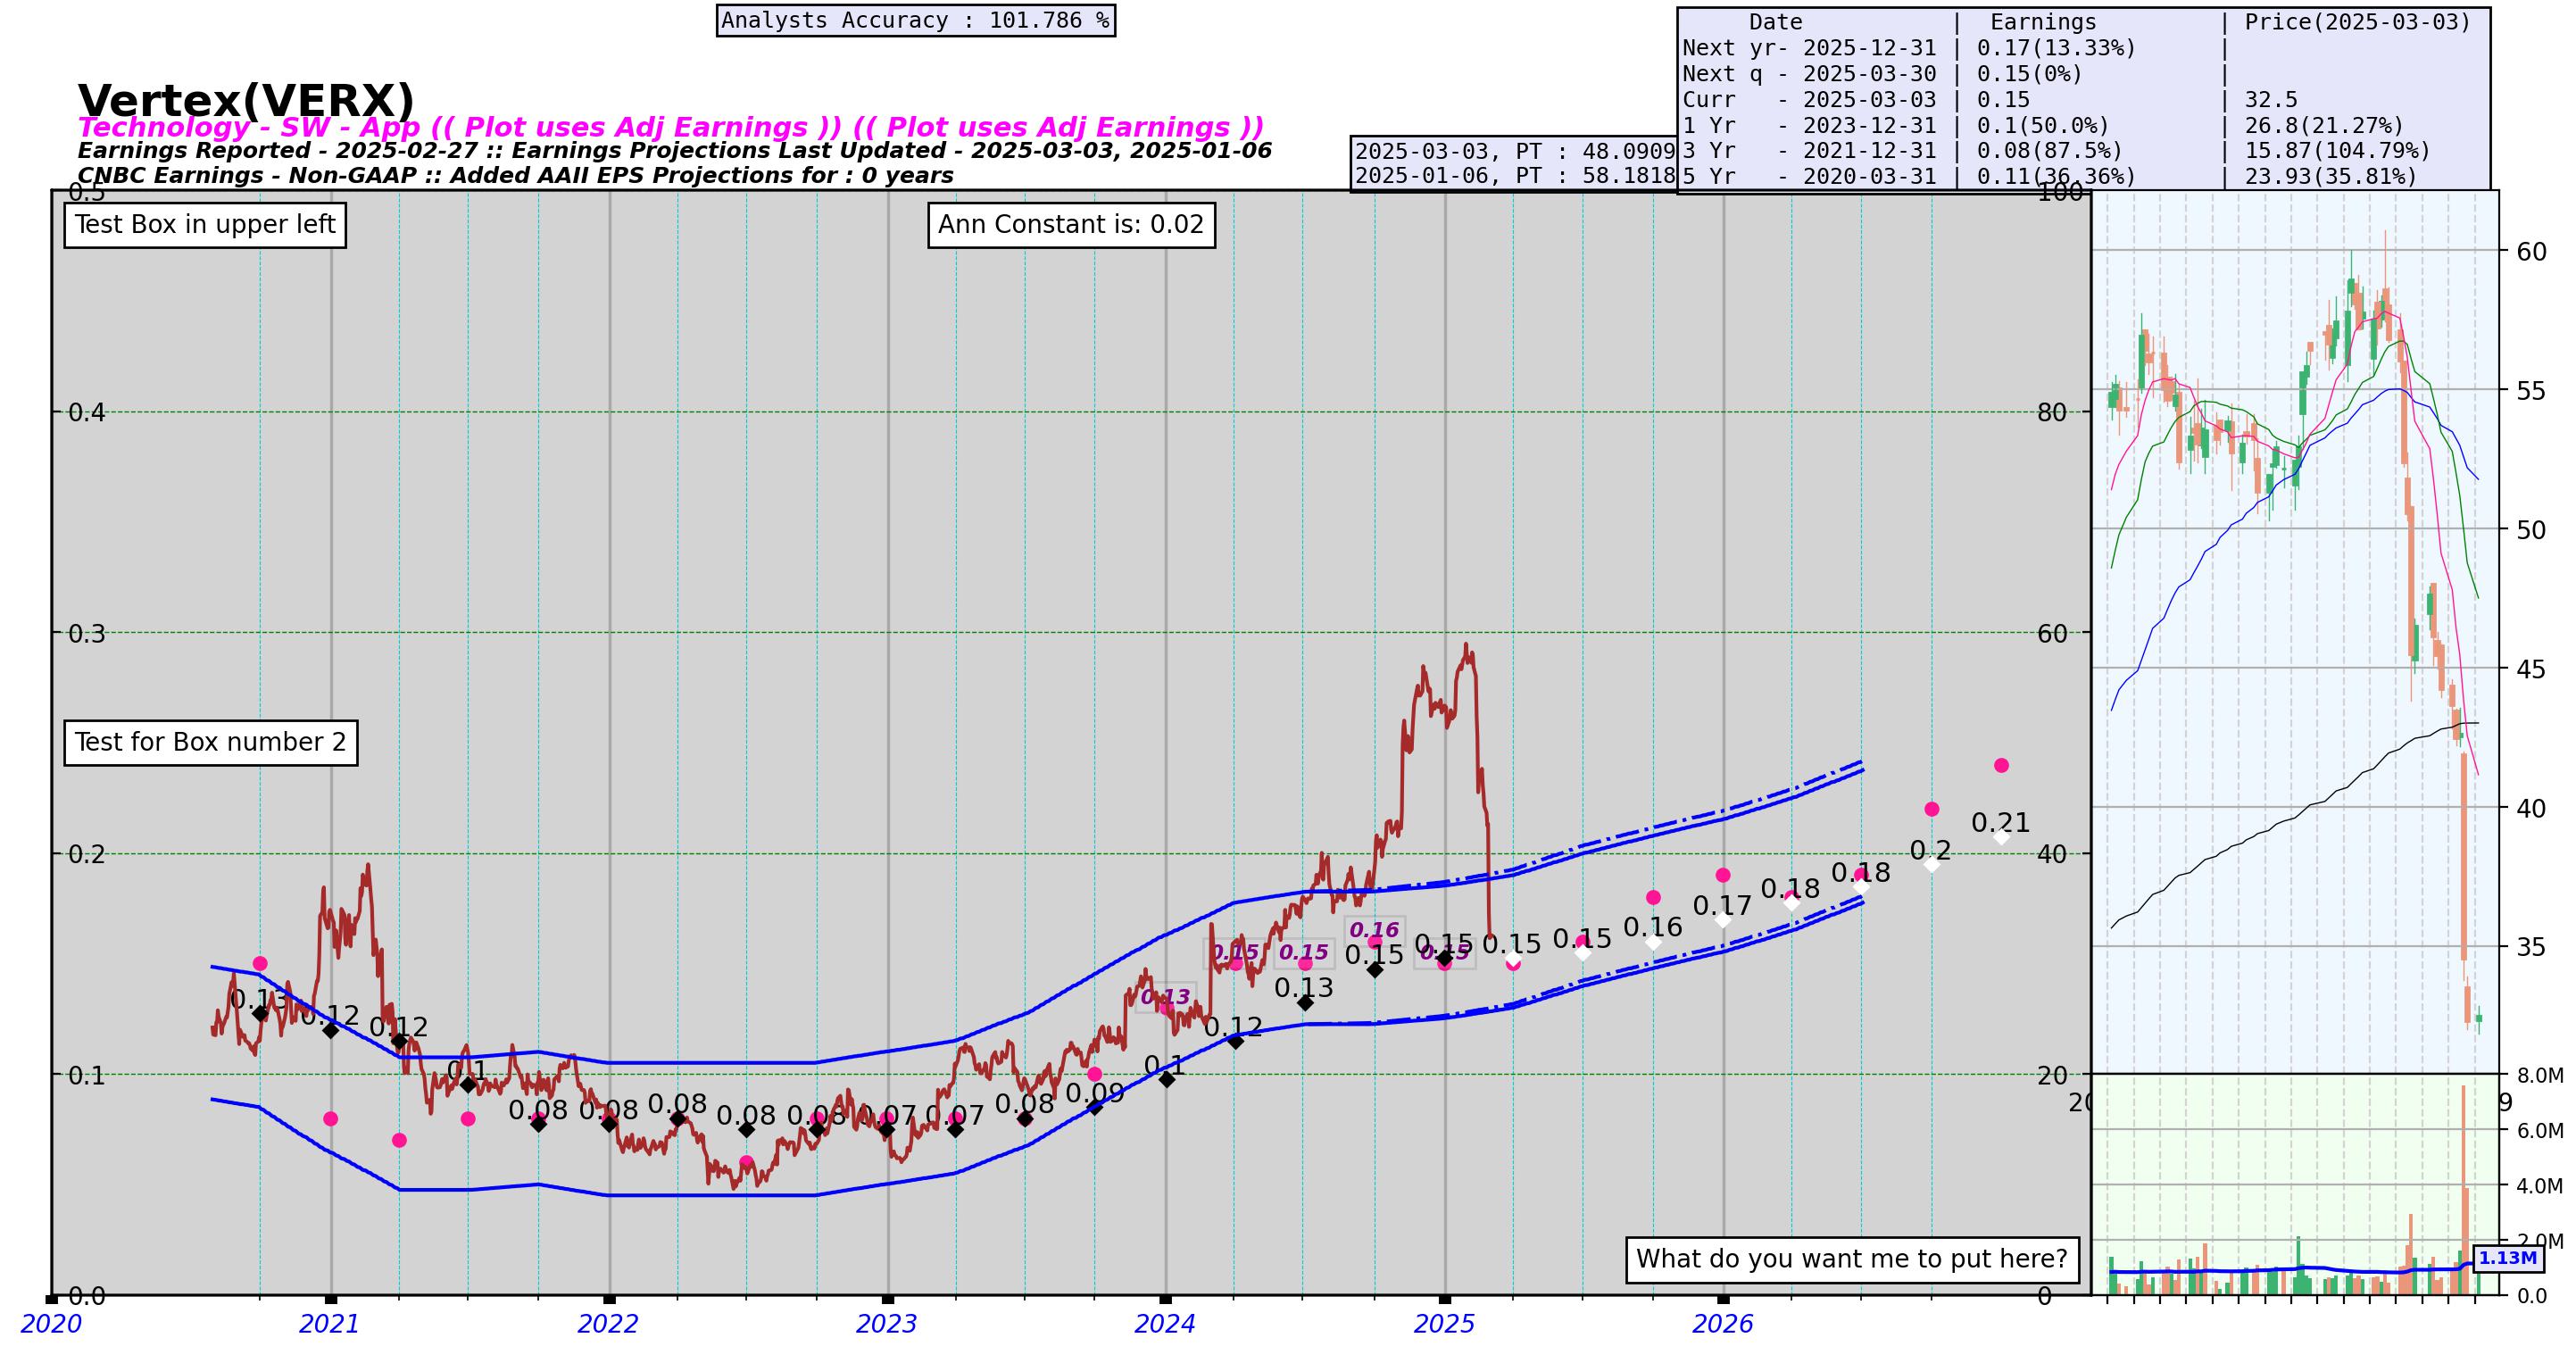 Analysts Accuracy : 101.786 %
Date | Earnings | Price(2025-03-03)
Next yr- 2025-12-31 | 0.17(13.33%) |
Next q - 2025-03-30 | 0.15(0%) |
Curr - 2025-03-03 | 0.15 | 32.5
1 Yr - 2023-12-31 | 0.1(50.0%) | 26.8(21.27%)
3 Yr - 2021-12-31 | 0.08(87.5%) | 15.87(104.79%)
5 Yr - 2020-03-31 | 0.11(36.36%) | 23.93(35.81%)
Vertex(VERX)
Technology - SW - App (( Plot uses Adj Earnings )) (( Plot uses Adj Earnings ))
Earnings Reported - 2025-02-27 :: Earnings Projections Last Updated - 2025-03-03, 2025-01-06
CNBC Earnings - Non-GAAP :: Added AAII EPS Projections for : 0 years
2025-03-03, PT : 48.0909
2025-01-06, PT : 58.1818
0.5
100
Test Box in upper left
Ann Constant is: 0.02
60
55
0.4
80
50
0.3
60
45
Test for Box number 2
40
0.21
0.2
0.2
40
0.18
0.18
0.17
0.16
0.16
35
0.15
0.15
0.15
0.15
0.15
0.15
0.15
0.13
0.13
0.13
0.12
0.12
0.12
0.1
0.1
0.1
20
8.0M
0.09
0.08
0.08
0.08
0.08
0.08
0.07
0.07
0.08
20
9
6.0M
4.0M
2.0M
What do you want me to put here?
1.13M
0.0
0
0.0
2020
2021
2022
2023
2024
2025
2026